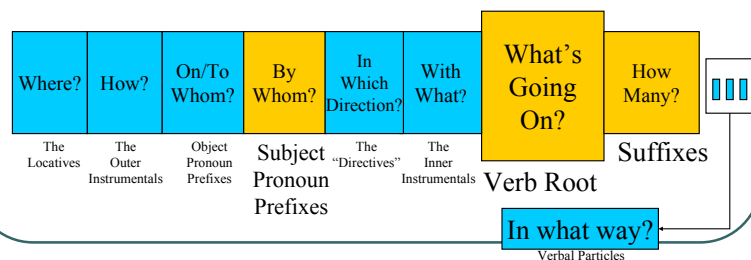 Where?
How?
On/To
Whom?
By
Whom?
In
Which
Direction?
With
What?
What's
Going
On?
How
Many?
The
Locatives
The
Outer
Instrumentals
Object
Pronoun
Prefixes
Subject
Pronoun
Prefixes
The
“Directives”
The
Inner
Instrumentals
Verb Root
Suffixes
In what way?
Verbal Particles